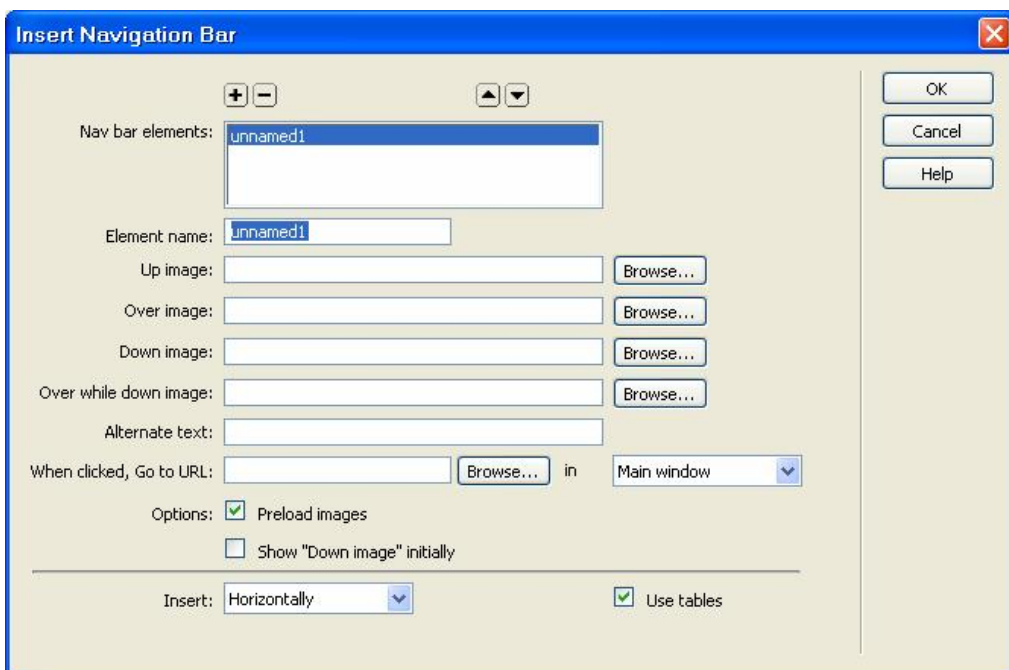 Insert Navigation Bar
OK
Nav bar elements: unnamed1
Cancel
Help
Element name: unnamed1
Up image: Browse...
Over image: Browse...
Down image: Browse...
Over while down image: Browse...
Alternate text:
When clicked, Go to URL: Browse... in Main window
Options: Preload images
Show "Down image" initially
Insert: Horizontally Use tables